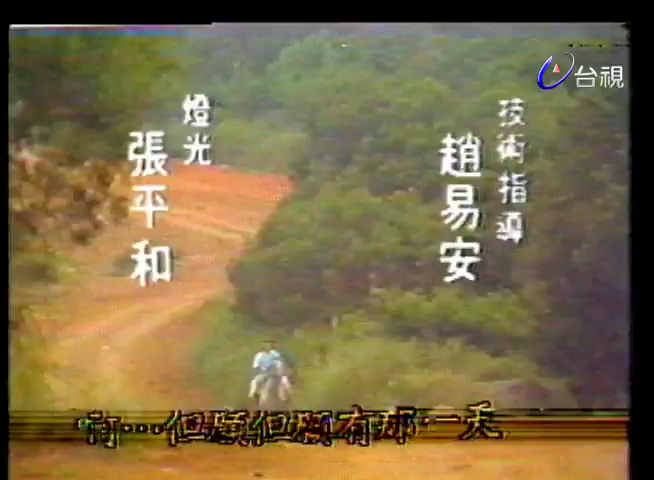 台視
技術指導
趙易安
燈光
張平和
啊…但願但願有那一天